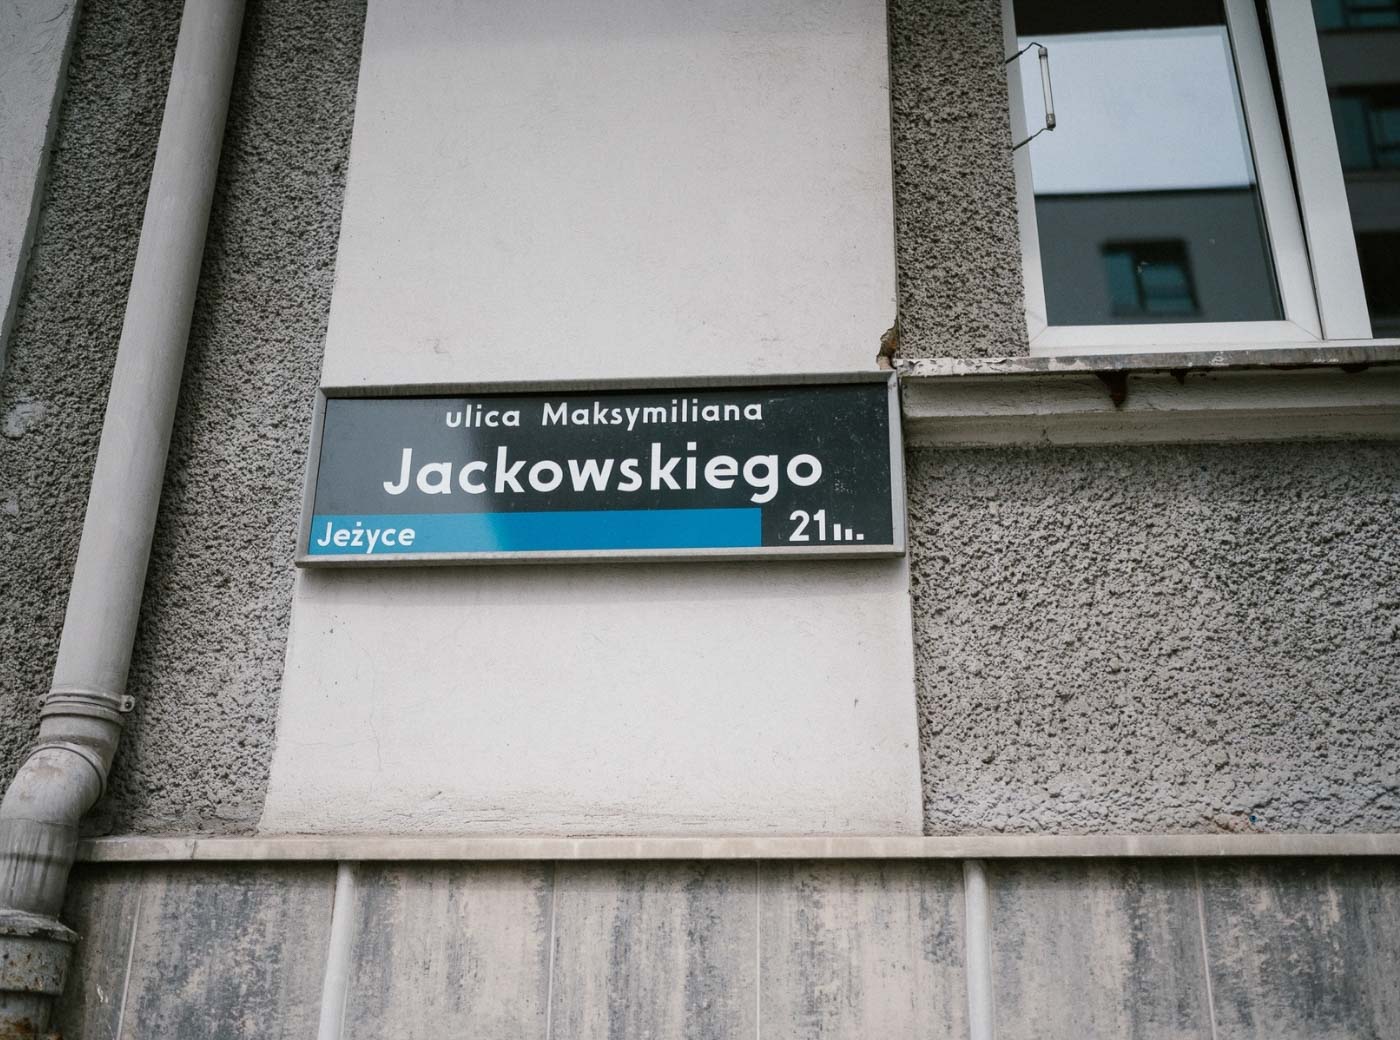 ulica Maksymiliana
Jackowskiego
Jeżyce
21